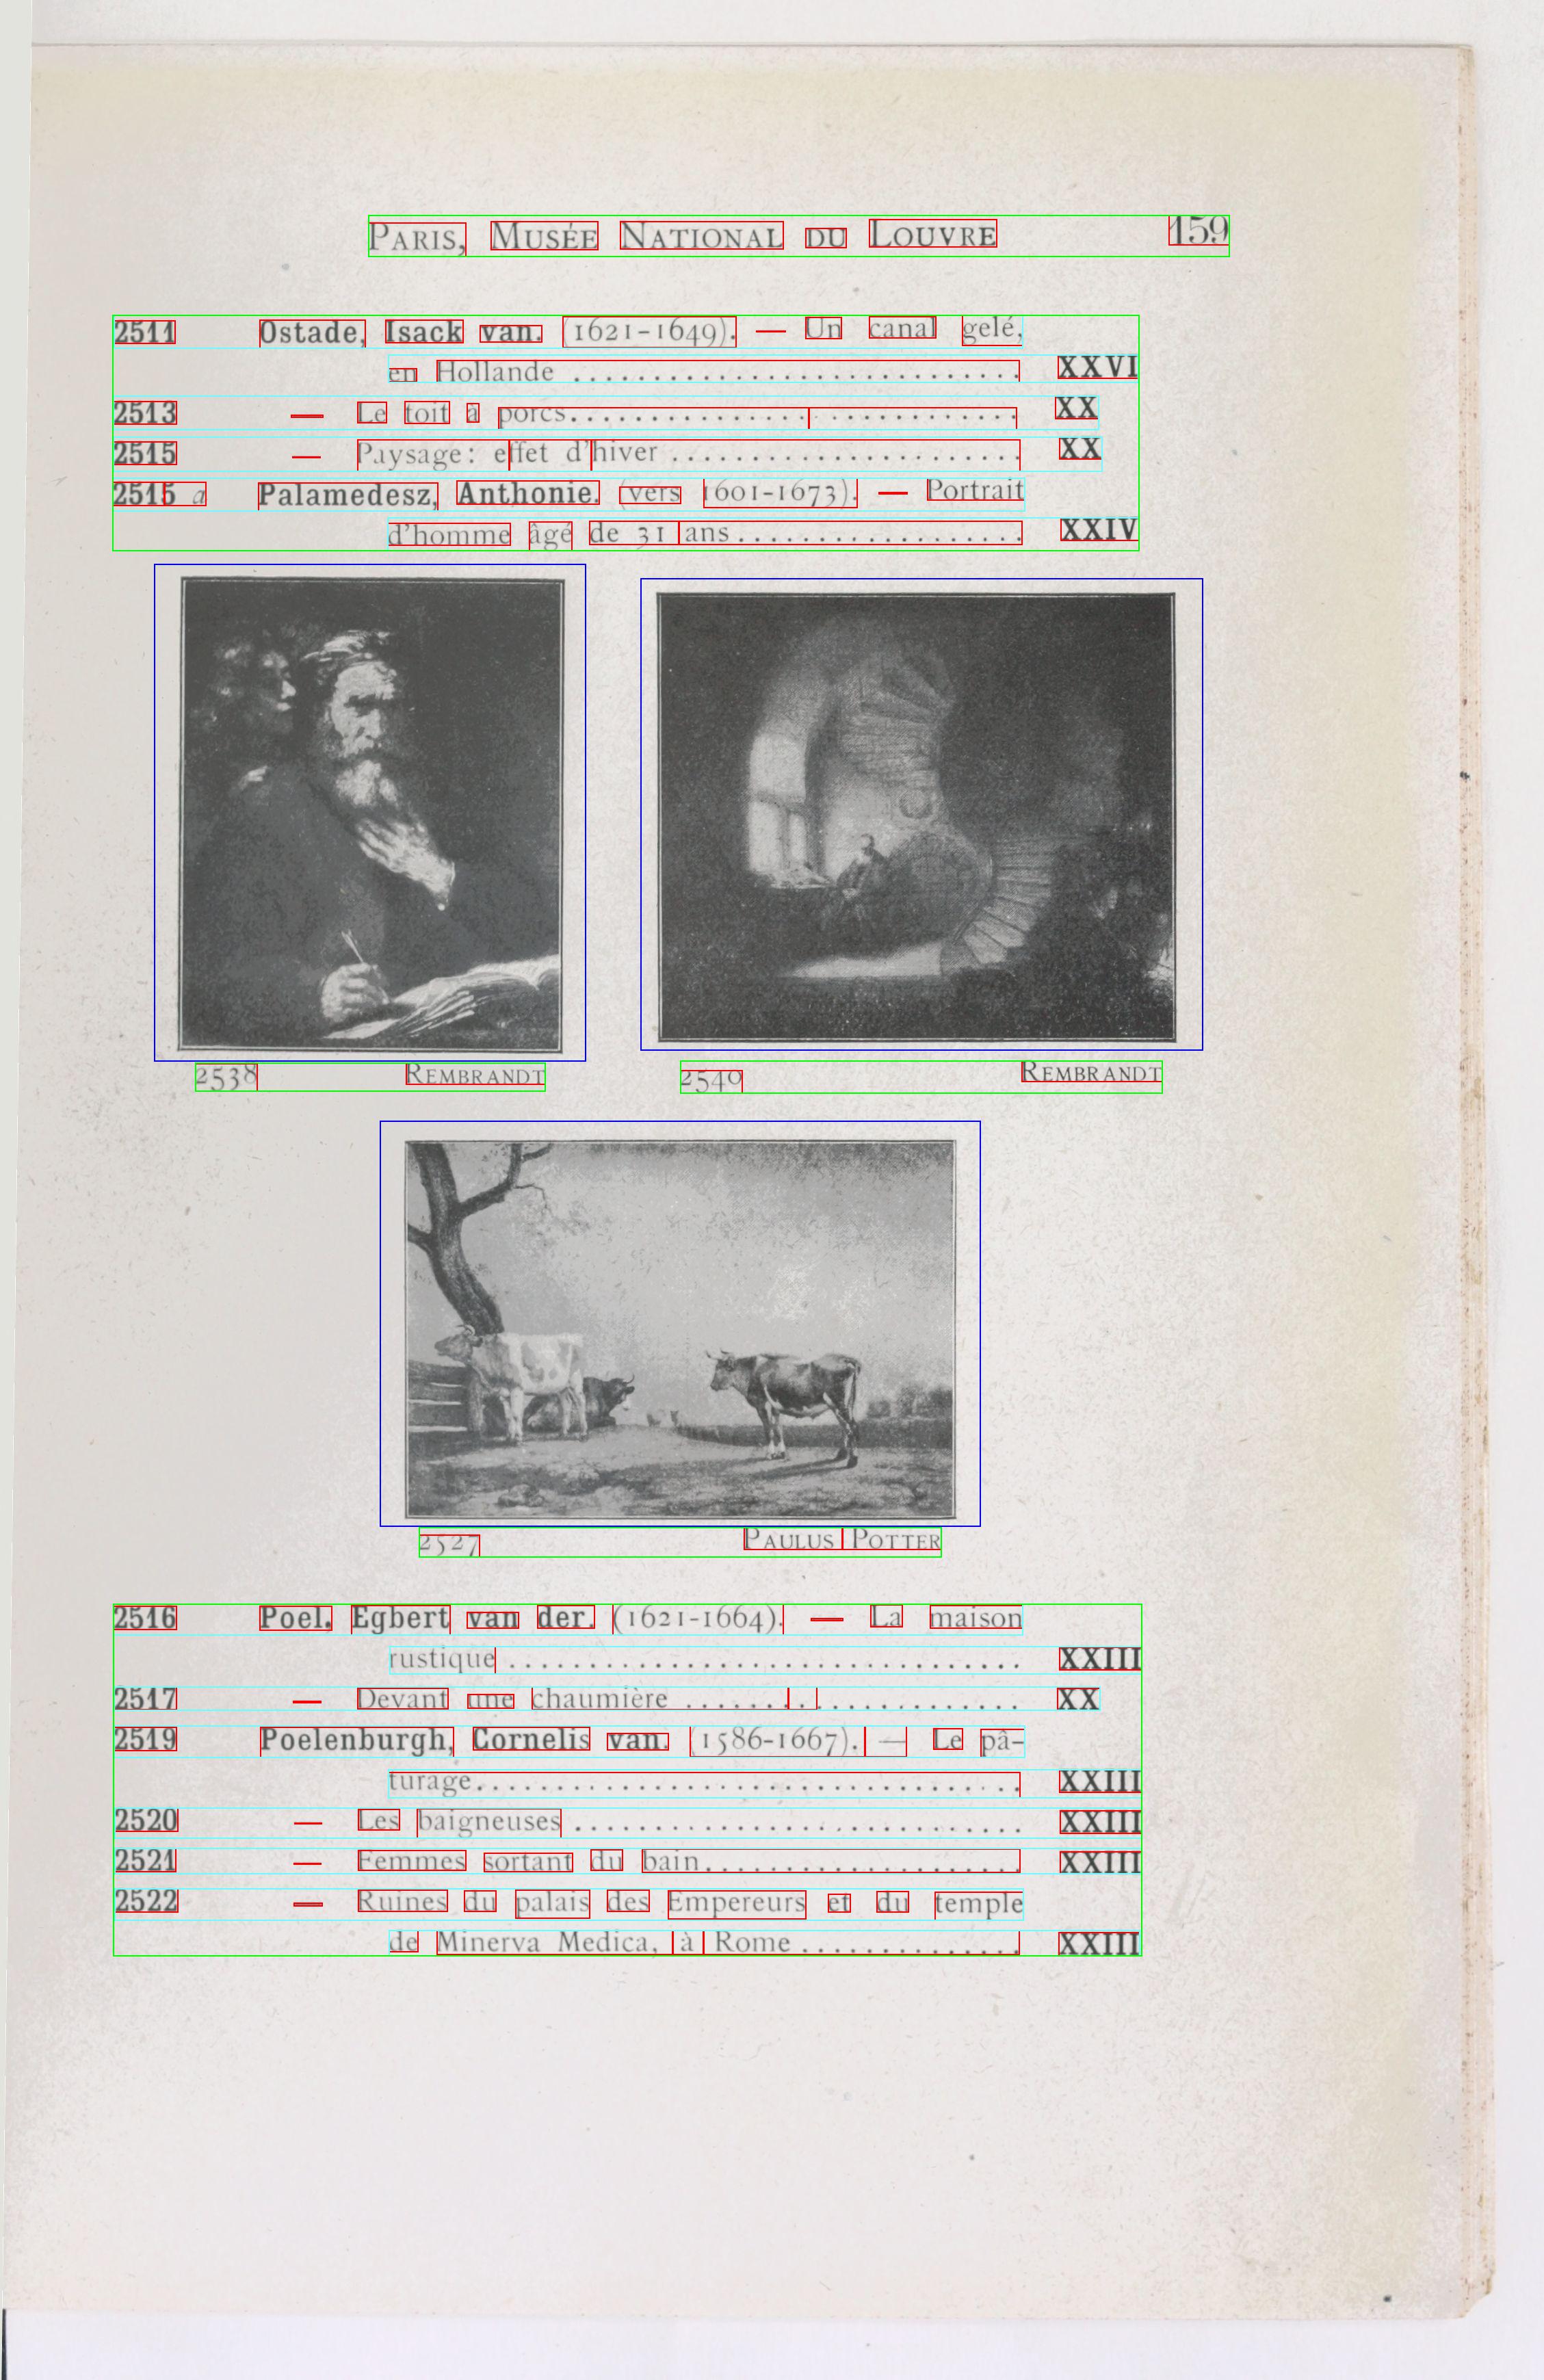 PARIS, MUSÉE NATIONAL DU LOUVRE 159
2511 Ostade, Isack van. (1621-1649). — Un canal gelé,
en Hollande ............................ XXVI
2513 — Le toit à porcs............................ XX
2515 — Paysage: effet d'hiver ...................... XX
2515 a Palamedesz, Anthonie. (vers 1601-1673). — Portrait
d'homme âgé de 31 ans.................. XXIV
2538 REMBRANDT
2540 REMBRANDT
2527 PAULUS POTTER
2516 Poel. Egbert van der. (1621-1664). — La maison
rustique ................................ XXIII
2517 — Devant une chaumière ..................... XX
2519 Poelenburgh, Cornelis van. (1586-1667). — Le pâ-
turage................................... XXIII
2520 — Les baigneuses ............................ XXIII
2521 — Femmes sortant du bain.................... XXIII
2522 — Ruines du palais des Empereurs et du temple
de Minerva Medica, à Rome .............. XXIII